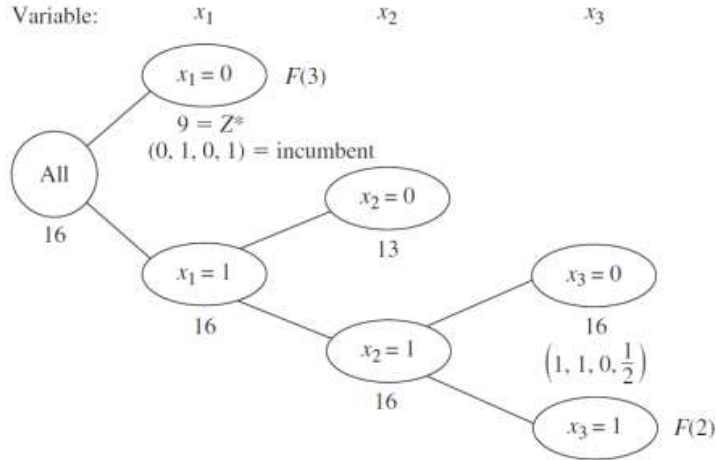 Variable: x₁ x₂ x₃
x₁ = 0 F(3)
9 = Z*
(0, 1, 0, 1) = incumbent
All
16
x₂ = 0
13
x₁ = 1
16
x₃ = 0
16
(1, 1, 0, 1/2)
x₂ = 1
16
x₃ = 1 F(2)